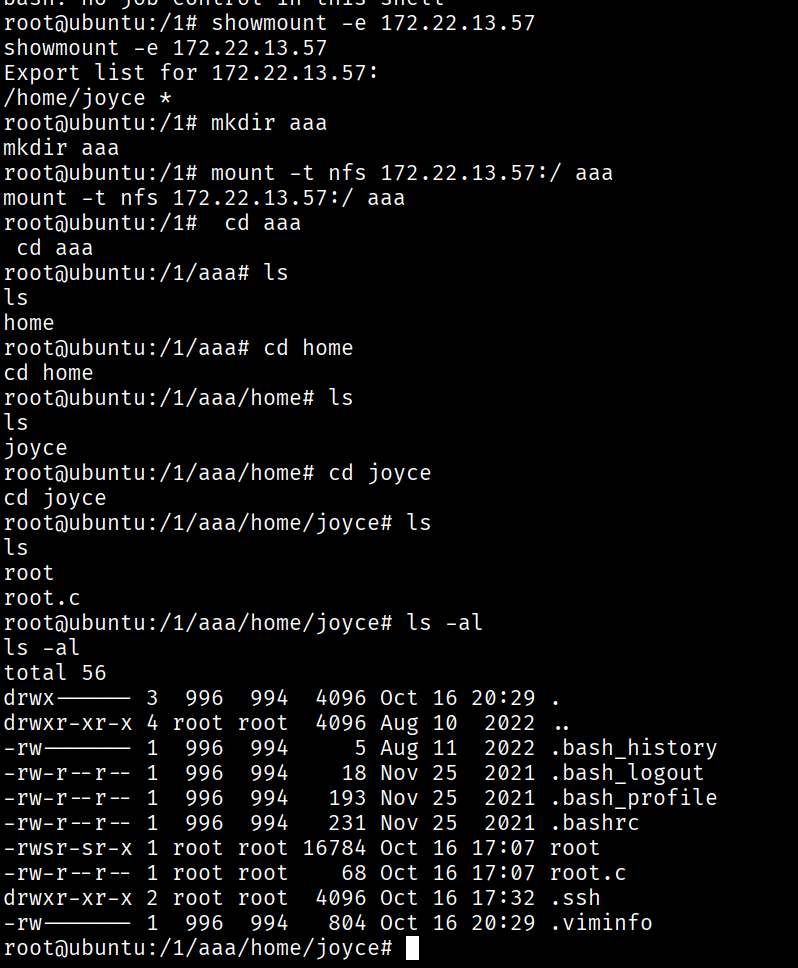 bash: no job control in this shell
root@ubuntu:/1# showmount -e 172.22.13.57
showmount -e 172.22.13.57
Export list for 172.22.13.57:
/home/joyce *
root@ubuntu:/1# mkdir aaa
mkdir aaa
root@ubuntu:/1# mount -t nfs 172.22.13.57:/ aaa
mount -t nfs 172.22.13.57:/ aaa
root@ubuntu:/1#  cd aaa
 cd aaa
root@ubuntu:/1/aaa# ls
ls
home
root@ubuntu:/1/aaa# cd home
cd home
root@ubuntu:/1/aaa/home# ls
ls
joyce
root@ubuntu:/1/aaa/home# cd joyce
cd joyce
root@ubuntu:/1/aaa/home/joyce# ls
ls
root
root.c
root@ubuntu:/1/aaa/home/joyce# ls -al
ls -al
total 56
drwx------ 3  996  994  4096 Oct 16 20:29 .
drwxr-xr-x 4 root root  4096 Aug 10  2022 ..
-rw------- 1  996  994     5 Aug 11  2022 .bash_history
-rw-r--r-- 1  996  994    18 Nov 25  2021 .bash_logout
-rw-r--r-- 1  996  994   193 Nov 25  2021 .bash_profile
-rw-r--r-- 1  996  994   231 Nov 25  2021 .bashrc
-rwsr-sr-x 1 root root 16784 Oct 16 17:07 root
-rw-r--r-- 1 root root    68 Oct 16 17:07 root.c
drwxr-xr-x 2 root root  4096 Oct 16 17:32 .ssh
-rw------- 1  996  994   804 Oct 16 20:29 .viminfo
root@ubuntu:/1/aaa/home/joyce#